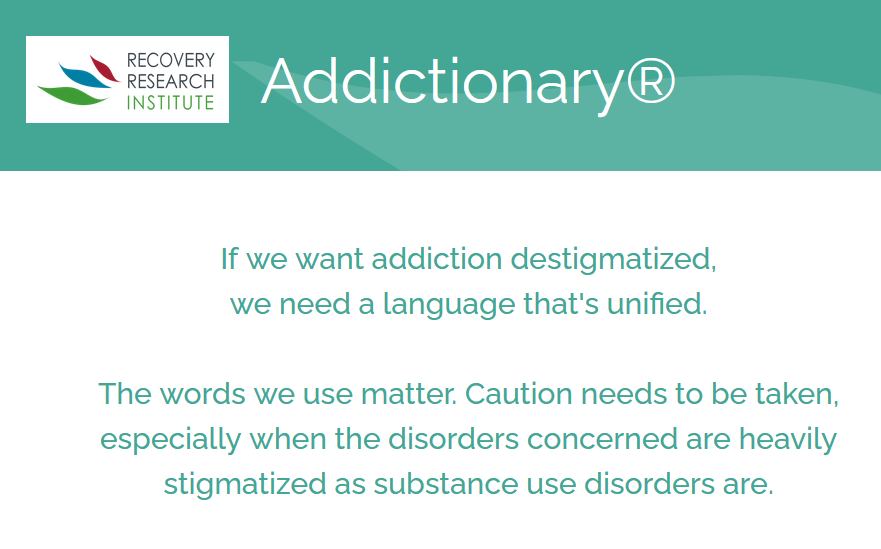 RECOVERY
RESEARCH
INSTITUTE
Addictionary®
If we want addiction destigmatized,
we need a language that's unified.
The words we use matter. Caution needs to be taken,
especially when the disorders concerned are heavily
stigmatized as substance use disorders are.